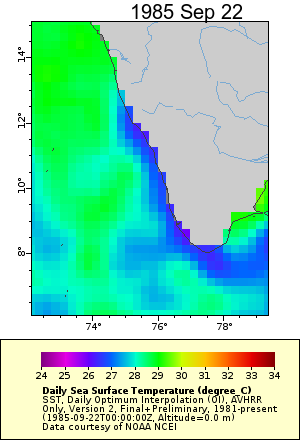 1985 Sep 22
14°
12°
10°
8°
74°
76°
78°
24 25 26 27 28 29 30 31 32 33 34
Daily Sea Surface Temperature (degree_C)
SST, Daily Optimum Interpolation (OI), AVHRR
Only, Version 2, Final+Preliminary, 1981-present
(1985-09-22T00:00:00Z, Altitude=0.0 m)
Data courtesy of NOAA NCEI